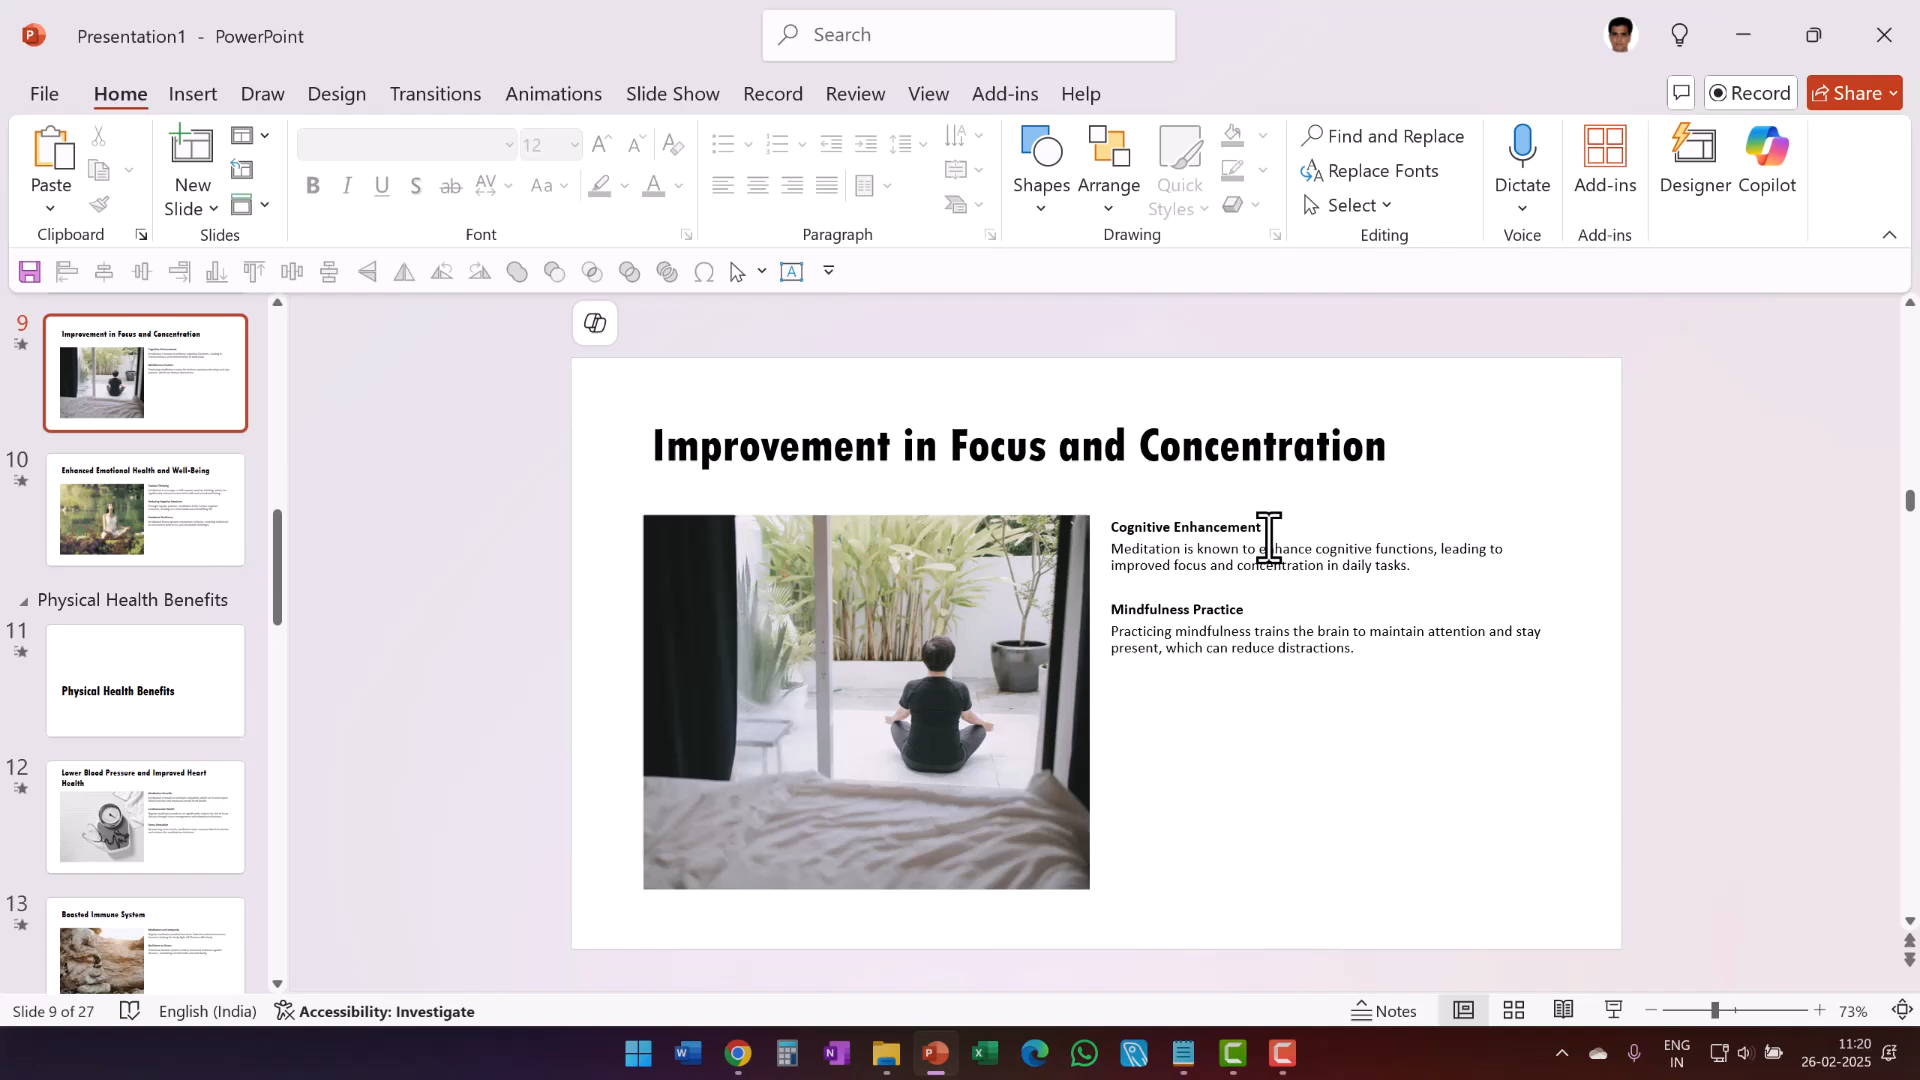 Presentation1 - PowerPoint
Search
File Home Insert Draw Design Transitions Animations Slide Show Record Review View Add-ins Help
Record
Share
Paste
Clipboard
New
Slide
Slides
12
Font
Paragraph
Shapes
Arrange
Quick
Styles
Drawing
Find and Replace
Replace Fonts
Select
Editing
Dictate
Voice
Add-ins
Add-ins
Designer
Copilot
9
Improvement in Focus and Concentration
10
Enhanced Emotional Health and Well-Being
Physical Health Benefits
11
Physical Health Benefits
12
Lower Blood Pressure and Improved Heart
Health
13
Boosted Immune System
Improvement in Focus and Concentration
Cognitive Enhancement
Meditation is known to enhance cognitive functions, leading to
improved focus and concentration in daily tasks.
Mindfulness Practice
Practicing mindfulness trains the brain to maintain attention and stay
present, which can reduce distractions.
Slide 9 of 27
English (India)
Accessibility: Investigate
Notes
73%
ENG
IN
11:20
26-02-2025